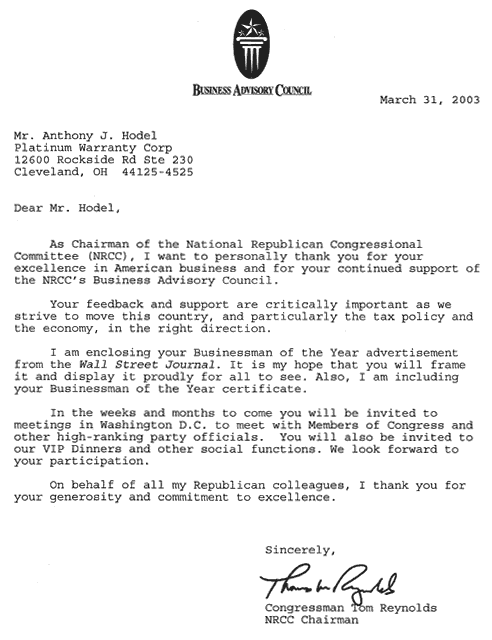 BUSINESS ADVISORY COUNCIL
March 31, 2003
Mr. Anthony J. Hodel
Platinum Warranty Corp
12600 Rockside Rd Ste 230
Cleveland, OH  44125-4525
Dear Mr. Hodel,
As Chairman of the National Republican Congressional
Committee (NRCC), I want to personally thank you for your
excellence in American business and for your continued support of
the NRCC's Business Advisory Council.
Your feedback and support are critically important as we
strive to move this country, and particularly the tax policy and
the economy, in the right direction.
I am enclosing your Businessman of the Year advertisement
from the Wall Street Journal. It is my hope that you will frame
it and display it proudly for all to see. Also, I am including
your Businessman of the Year certificate.
In the weeks and months to come you will be invited to
meetings in Washington D.C. to meet with Members of Congress and
other high-ranking party officials.  You will also be invited to
our VIP Dinners and other social functions. We look forward to
your participation.
On behalf of all my Republican colleagues, I thank you for
your generosity and commitment to excellence.
Sincerely,
Thomas M Reynolds
Congressman Tom Reynolds
NRCC Chairman